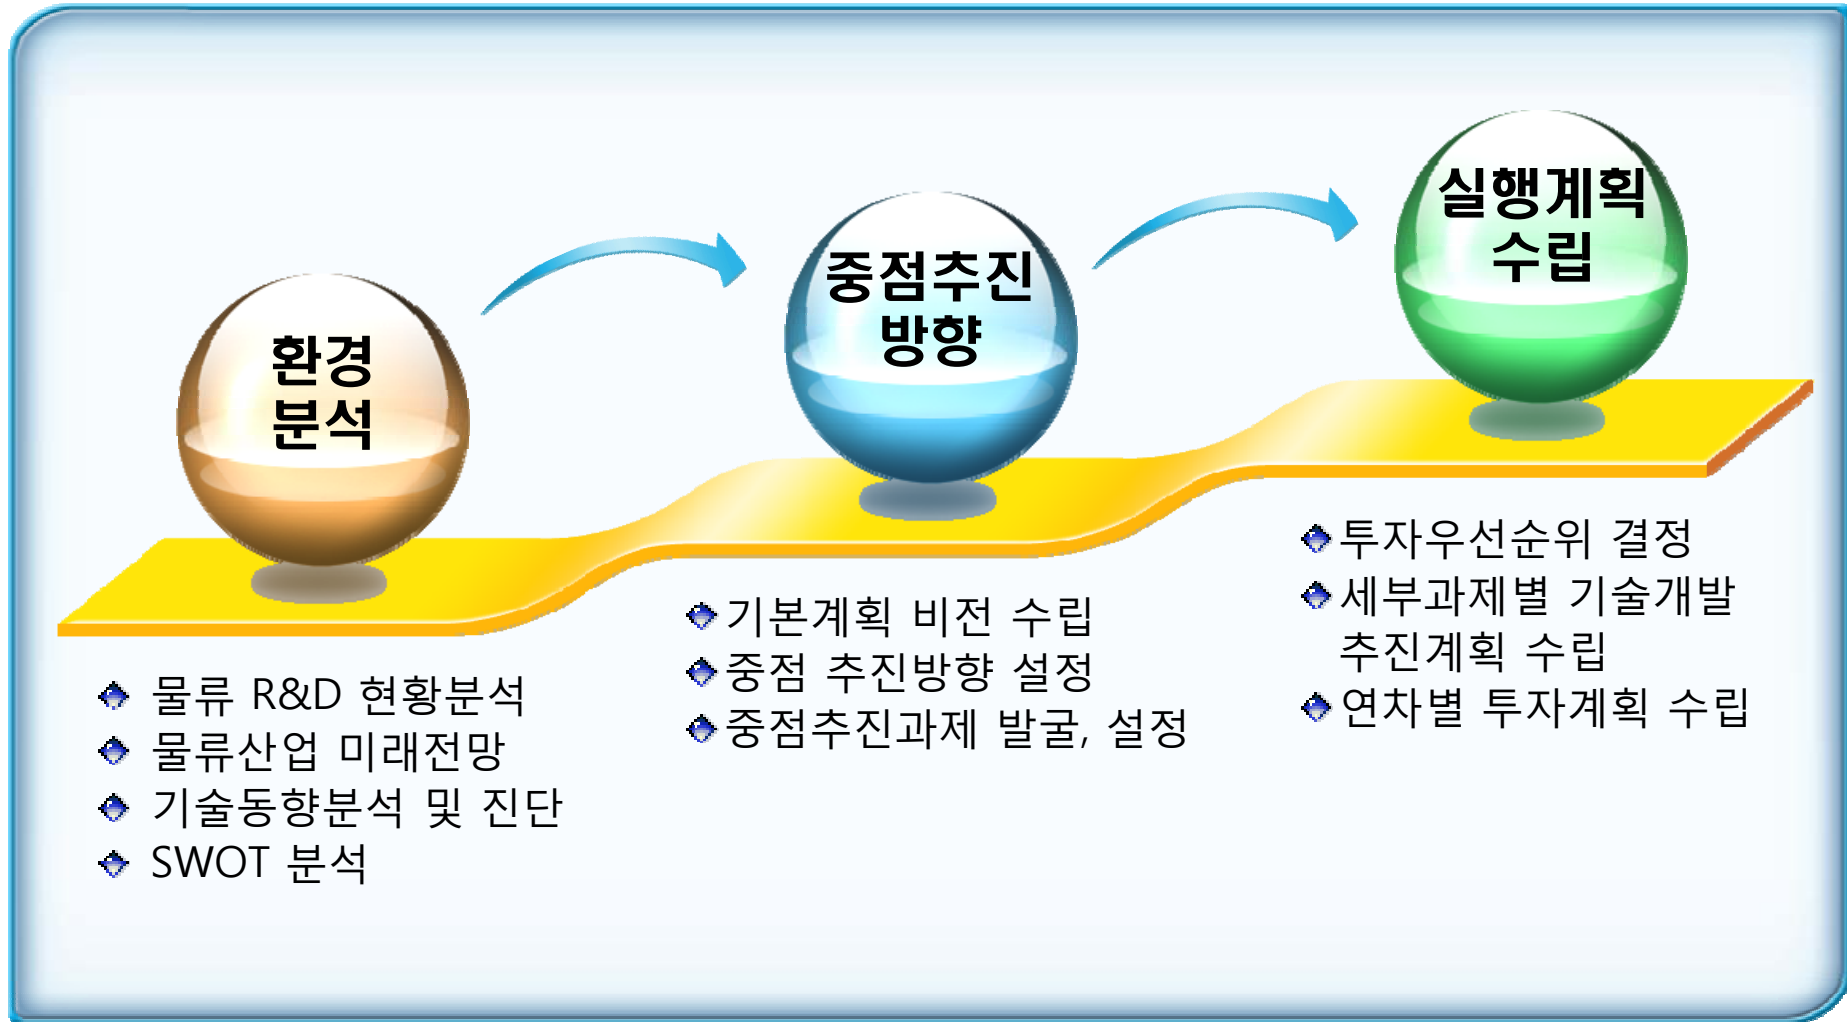 환경
분석
물류 R&D 현황분석
물류산업 미래전망
기술동향분석 및 진단
SWOT 분석
중점추진
방향
기본계획 비전 수립
중점 추진방향 설정
중점추진과제 발굴, 설정
실행계획
수립
투자우선순위 결정
세부과제별 기술개발
추진계획 수립
연차별 투자계획 수립